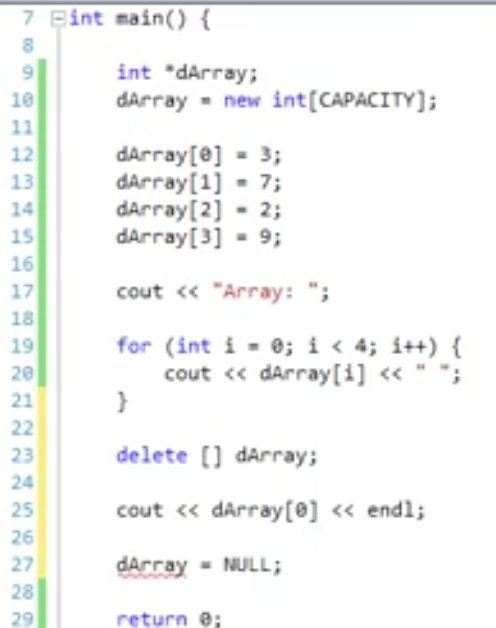 7 int main() {
8
9 int *dArray;
10 dArray = new int[CAPACITY];
11
12 dArray[0] = 3;
13 dArray[1] = 7;
14 dArray[2] = 2;
15 dArray[3] = 9;
16
17 cout << "Array: ";
18
19 for (int i = 0; i < 4; i++) {
20 cout << dArray[i] << " ";
21 }
22
23 delete [] dArray;
24
25 cout << dArray[0] << endl;
26
27 dArray = NULL;
28
29 return 0;